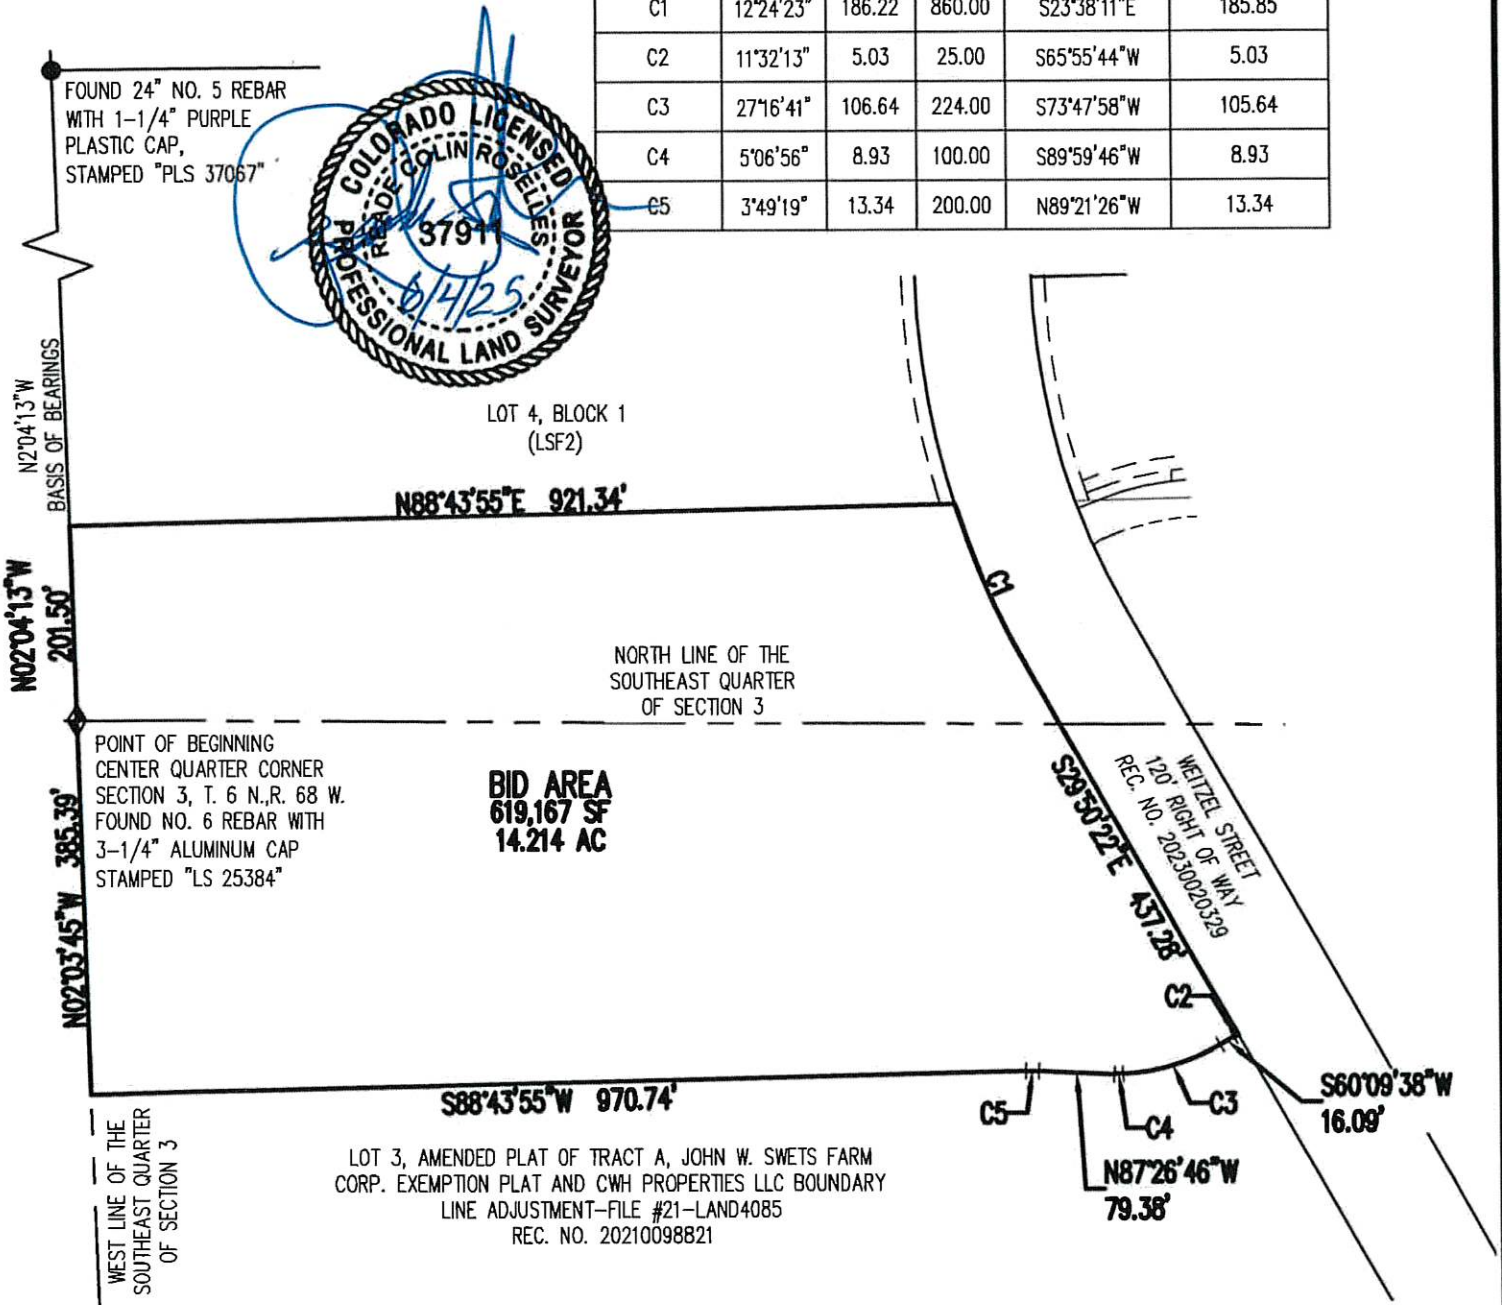 C1 12°24'23" 186.22 860.00 S23°38'11"E 185.85
C2 11°32'13" 5.03 25.00 S65°55'44"W 5.03
C3 27°16'41" 106.64 224.00 S73°47'58"W 105.64
C4 5°06'56" 8.93 100.00 S89°59'46"W 8.93
C5 3°49'19" 13.34 200.00 N89°21'26"W 13.34
FOUND 24" NO. 5 REBAR
WITH 1-1/4" PURPLE
PLASTIC CAP,
STAMPED "PLS 37067"
COLORADO LICENSED
READE COLIN ROSELLES
37911
6/4/25
PROFESSIONAL LAND SURVEYOR
N2°04'13"W
BASIS OF BEARINGS
LOT 4, BLOCK 1
(LSF2)
N88°43'55"E 921.34'
N02°04'13"W
201.50'
C1
NORTH LINE OF THE
SOUTHEAST QUARTER
OF SECTION 3
POINT OF BEGINNING
CENTER QUARTER CORNER
SECTION 3, T. 6 N.,R. 68 W.
FOUND NO. 6 REBAR WITH
3-1/4" ALUMINUM CAP
STAMPED "LS 25384"
BID AREA
619,167 SF
14.214 AC
S29°50'22"E 437.28'
WEITZEL STREET
120' RIGHT OF WAY
REC. NO. 20230020329
N02°03'45"W 385.39'
C2
S88°43'55"W 970.74'
C5
C4
C3
S60°09'38"W
16.09'
N87°26'46"W
79.38'
WEST LINE OF THE
SOUTHEAST QUARTER
OF SECTION 3
LOT 3, AMENDED PLAT OF TRACT A, JOHN W. SWETS FARM
CORP. EXEMPTION PLAT AND CWH PROPERTIES LLC BOUNDARY
LINE ADJUSTMENT-FILE #21-LAND4085
REC. NO. 20210098821